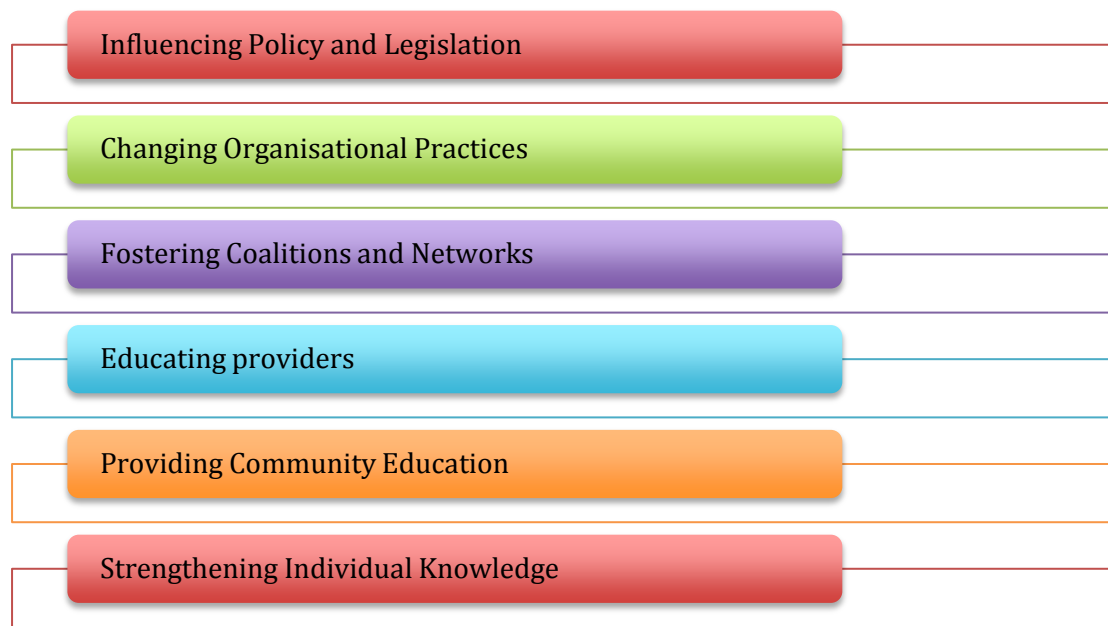 Influencing Policy and Legislation
Changing Organisational Practices
Fostering Coalitions and Networks
Educating providers
Providing Community Education
Strengthening Individual Knowledge